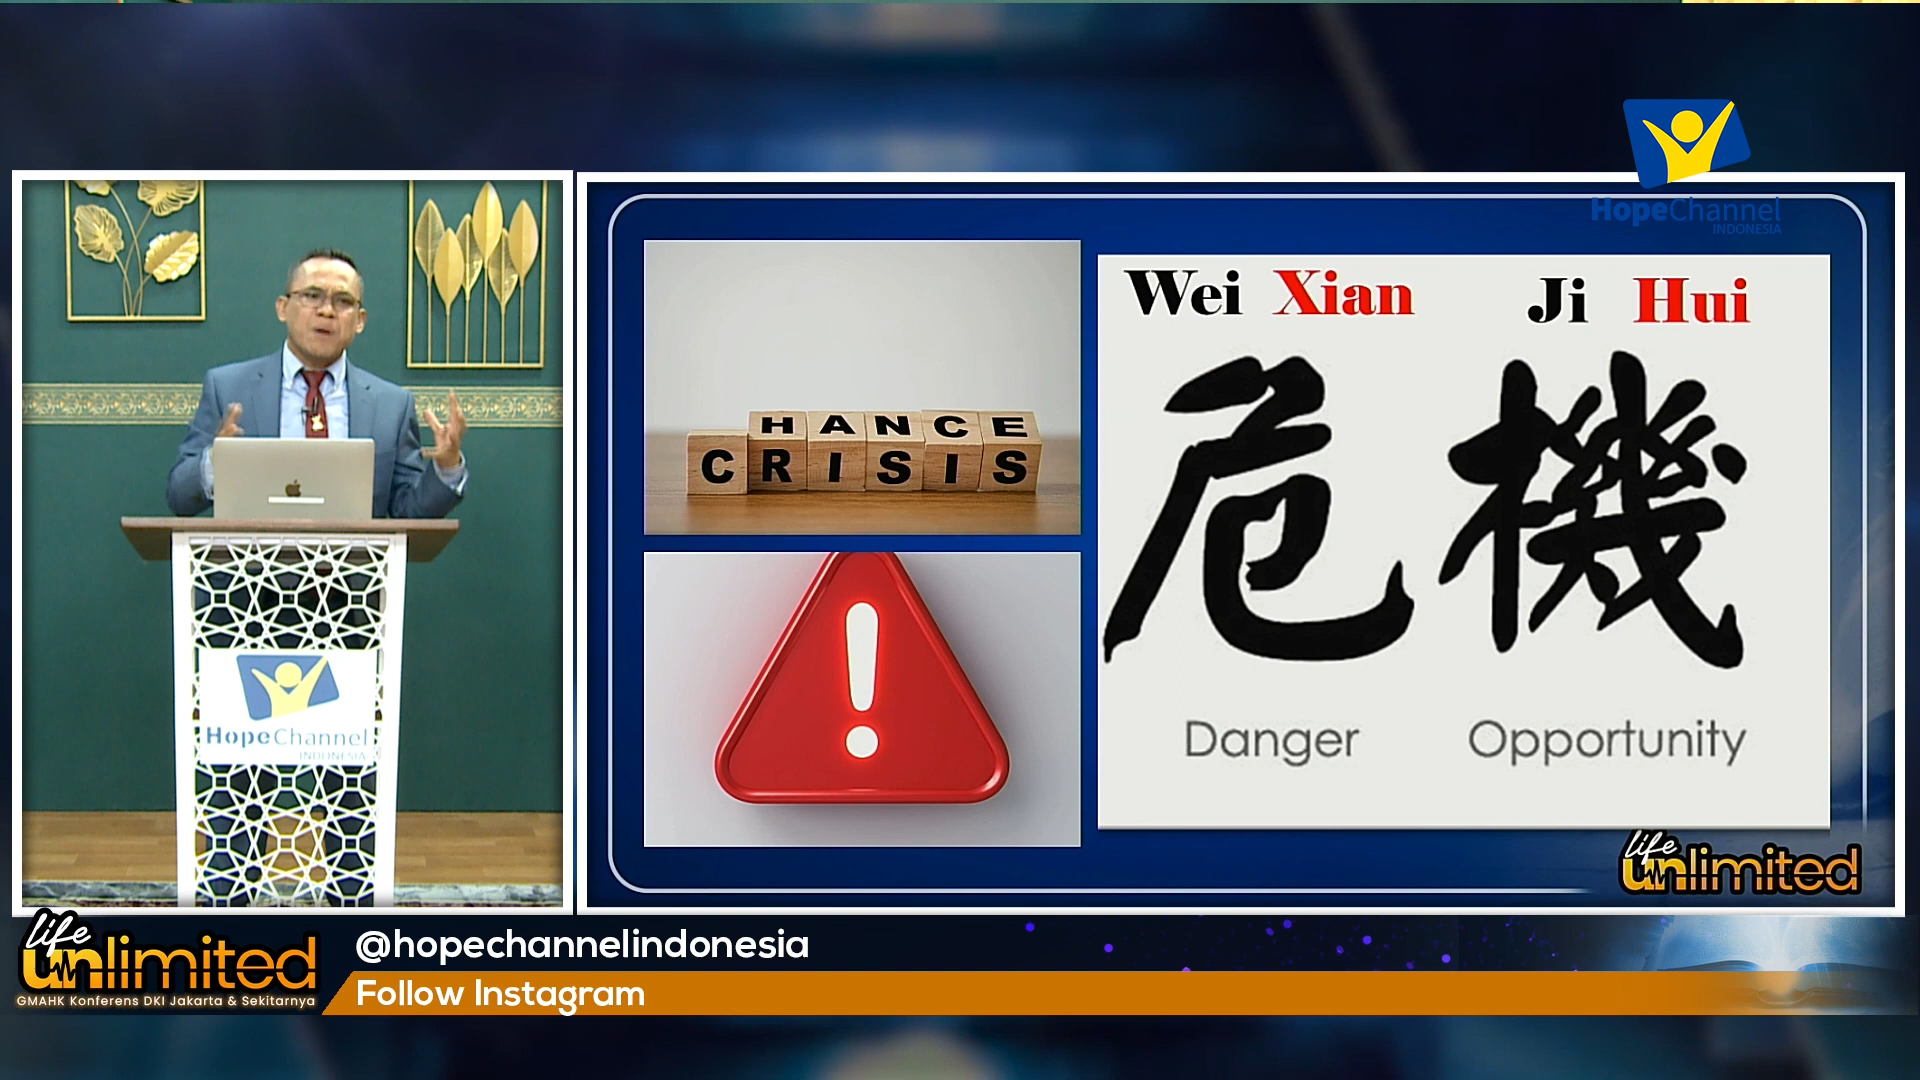 HopeChannel
INDONESIA
Wei Xian Ji Hui
HANCE
CRISIS
危機
Danger Opportunity
HopeChannel
INDONESIA
life
unlimited
life
unlimited
GMAHK Konferens DKI Jakarta & Sekitarnya
@hopechannelindonesia
Follow Instagram